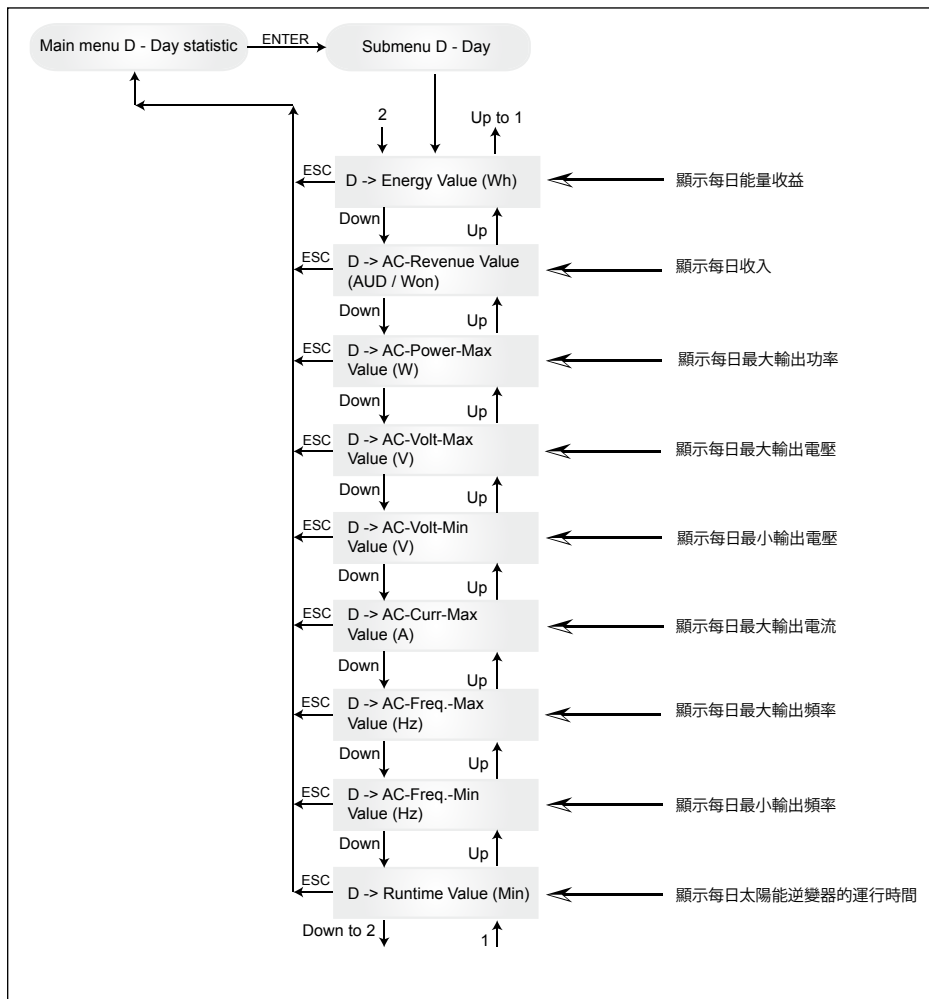 Main menu D - Day statistic
ENTER
Submenu D - Day
2
Up to 1
ESC
D -> Energy Value (Wh)
顯示每日能量收益
Down
Up
ESC
D -> AC-Revenue Value
(AUD / Won)
顯示每日收入
Down
Up
ESC
D -> AC-Power-Max
Value (W)
顯示每日最大輸出功率
Down
Up
ESC
D -> AC-Volt-Max
Value (V)
顯示每日最大輸出電壓
Down
Up
ESC
D -> AC-Volt-Min
Value (V)
顯示每日最小輸出電壓
Down
Up
ESC
D -> AC-Curr-Max
Value (A)
顯示每日最大輸出電流
Down
Up
ESC
D -> AC-Freq.-Max
Value (Hz)
顯示每日最大輸出頻率
Down
Up
ESC
D -> AC-Freq.-Min
Value (Hz)
顯示每日最小輸出頻率
Down
Up
ESC
D -> Runtime Value (Min)
顯示每日太陽能逆變器的運行時間
Down to 2
1